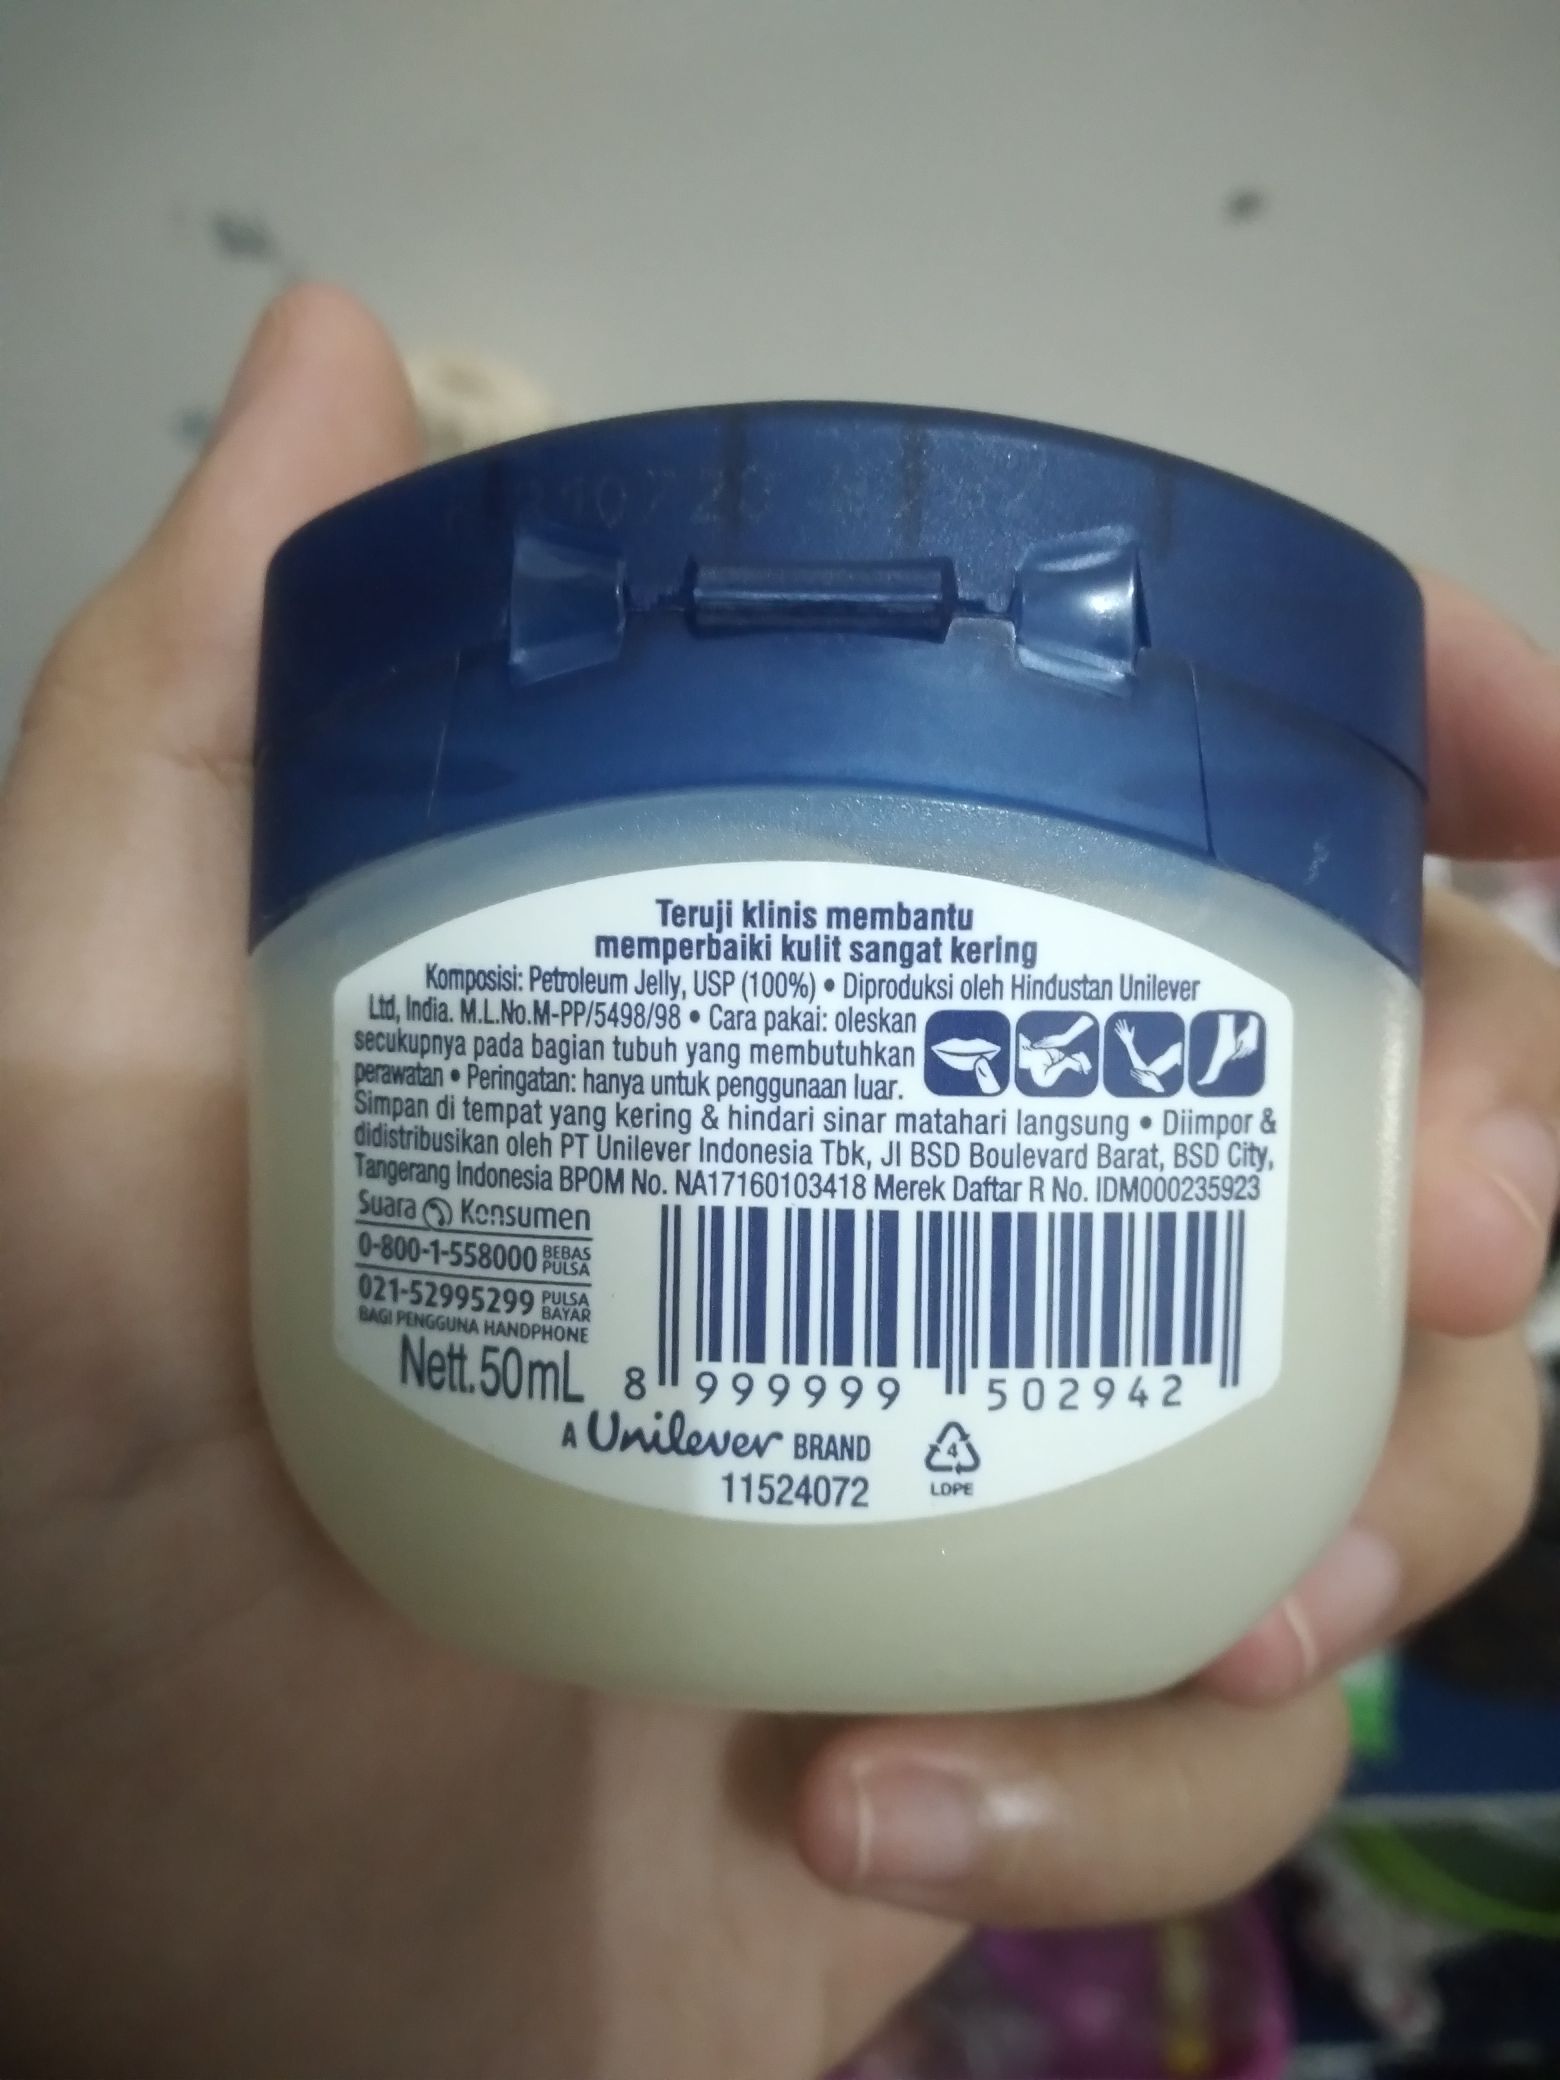 Teruji klinis membantu
memperbaiki kulit sangat kering
Komposisi: Petroleum Jelly, USP (100%) • Diproduksi oleh Hindustan Unilever
Ltd, India. M.L.No.M-PP/5498/98 • Cara pakai: oleskan
secukupnya pada bagian tubuh yang membutuhkan
perawatan • Peringatan: hanya untuk penggunaan luar.
Simpan di tempat yang kering & hindari sinar matahari langsung • Diimpor &
didistribusikan oleh PT Unilever Indonesia Tbk, Jl BSD Boulevard Barat, BSD City,
Tangerang Indonesia BPOM No. NA17160103418 Merek Daftar R No. IDM000235923
Suara Konsumen
0-800-1-558000 BEBAS PULSA
021-52995299 PULSA BAYAR
BAGI PENGGUNA HANDPHONE
Nett. 50mL
8 999999 502942
A Unilever BRAND
11524072
4
LDPE